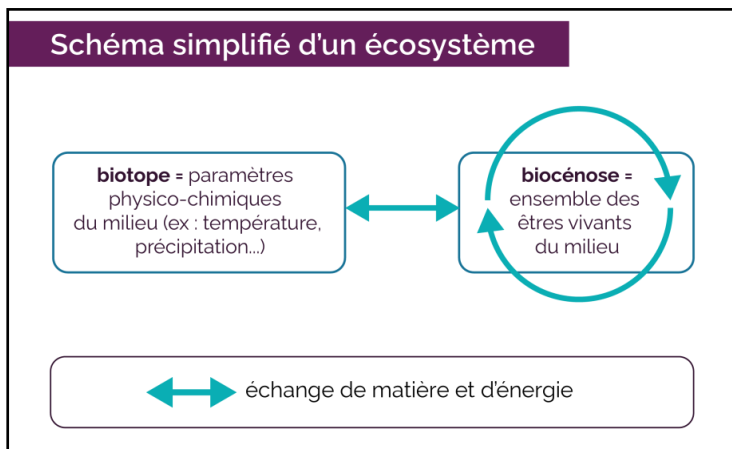 Schéma simplifié d'un écosystème
biotope = paramètres
physico-chimiques
du milieu (ex : température,
précipitation...)
biocénose =
ensemble des
êtres vivants
du milieu
échange de matière et d'énergie